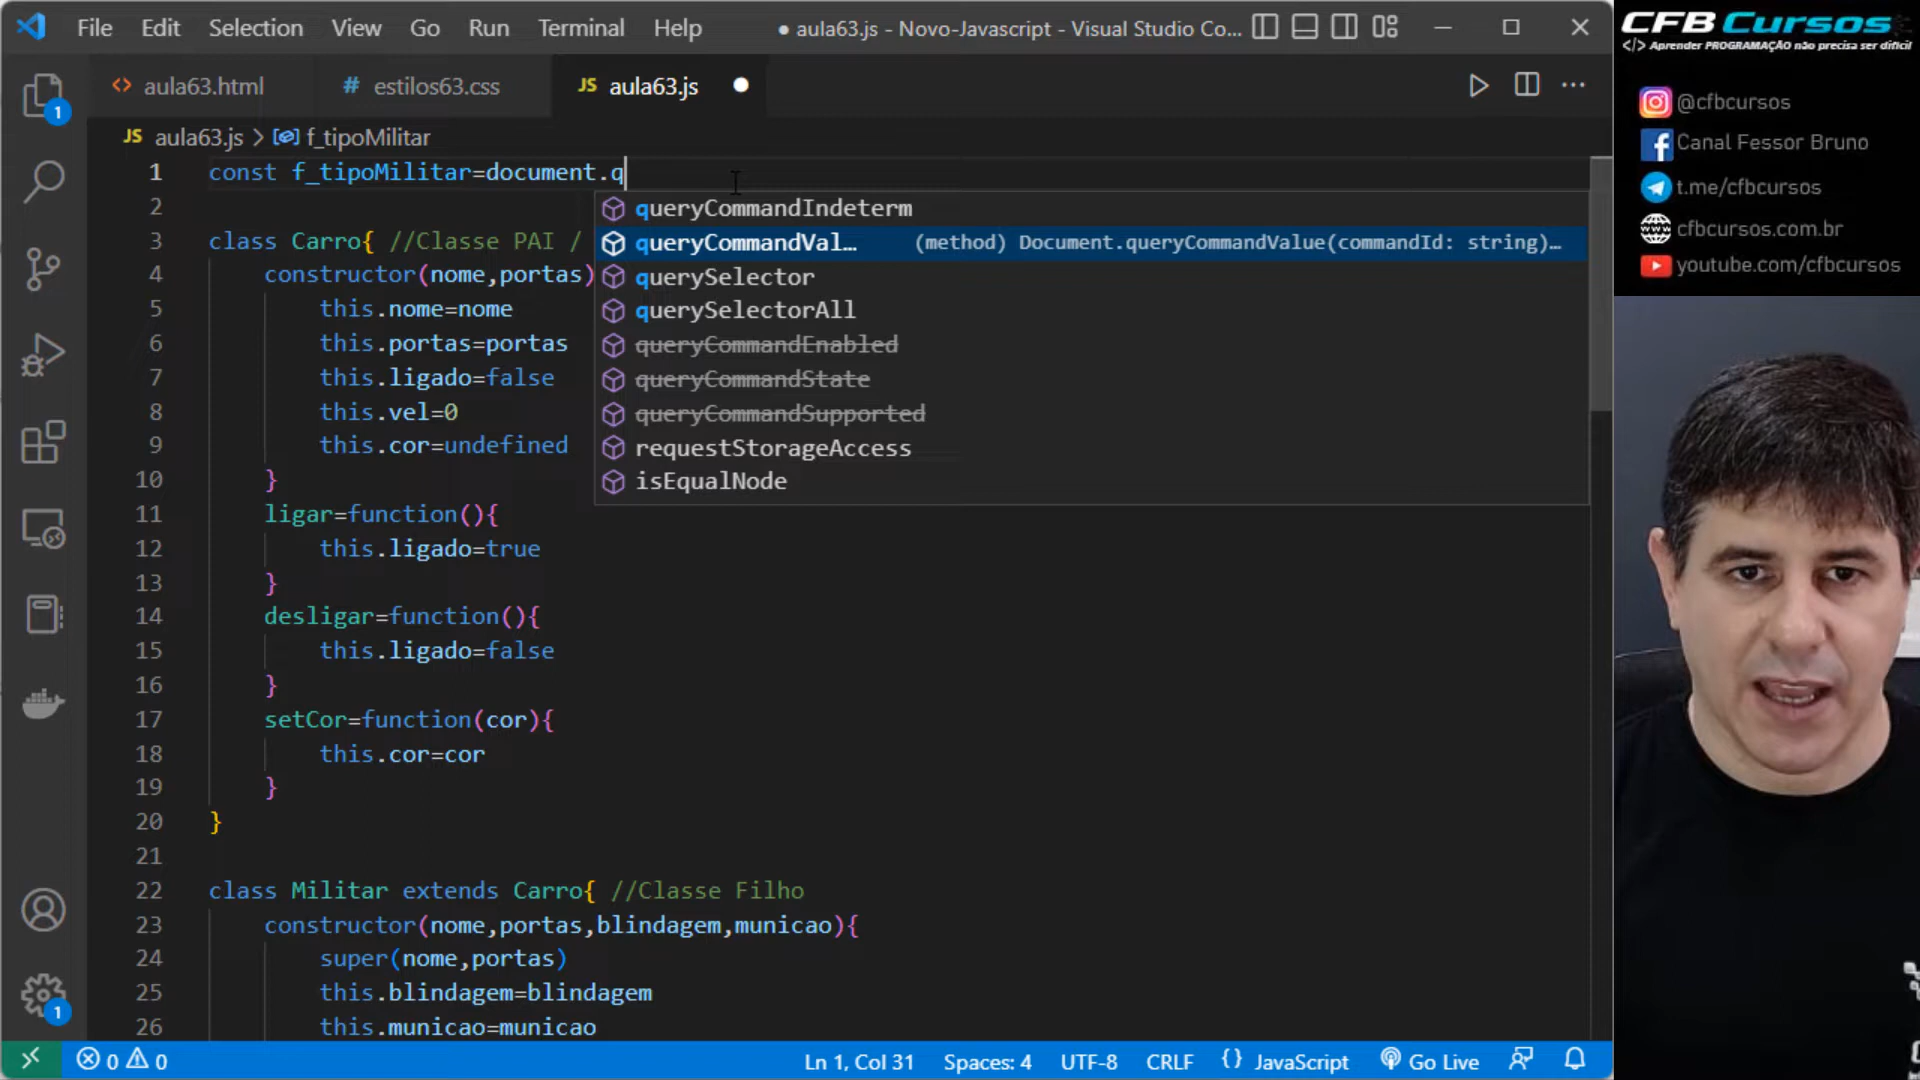 File Edit Selection View Go Run Terminal Help ● aula63.js - Novo-Javascript - Visual Studio Co...
<> aula63.html # estilos63.css JS aula63.js ●
JS aula63.js > f_tipoMilitar
1 const f_tipoMilitar=document.q
2
3 class Carro{ //Classe PAI /
4 constructor(nome,portas)
5 this.nome=nome
6 this.portas=portas
7 this.ligado=false
8 this.vel=0
9 this.cor=undefined
10 }
11 ligar=function(){
12 this.ligado=true
13 }
14 desligar=function(){
15 this.ligado=false
16 }
17 setCor=function(cor){
18 this.cor=cor
19 }
20 }
21
22 class Militar extends Carro{ //Classe Filho
23 constructor(nome,portas,blindagem,municao){
24 super(nome,portas)
25 this.blindagem=blindagem
26 this.municao=municao
queryCommandIndeterm
queryCommandVal… (method) Document.queryCommandValue(commandId: string)…
querySelector
querySelectorAll
queryCommandEnabled
queryCommandState
queryCommandSupported
requestStorageAccess
isEqualNode
1
1
0 0 Ln 1, Col 31 Spaces: 4 UTF-8 CRLF {} JavaScript Go Live
CFB Cursos
</> Aprender PROGRAMAÇÃO não precisa ser difícil
@cfbcursos
Canal Fessor Bruno
t.me/cfbcursos
www cfbcursos.com.br
youtube.com/cfbcursos